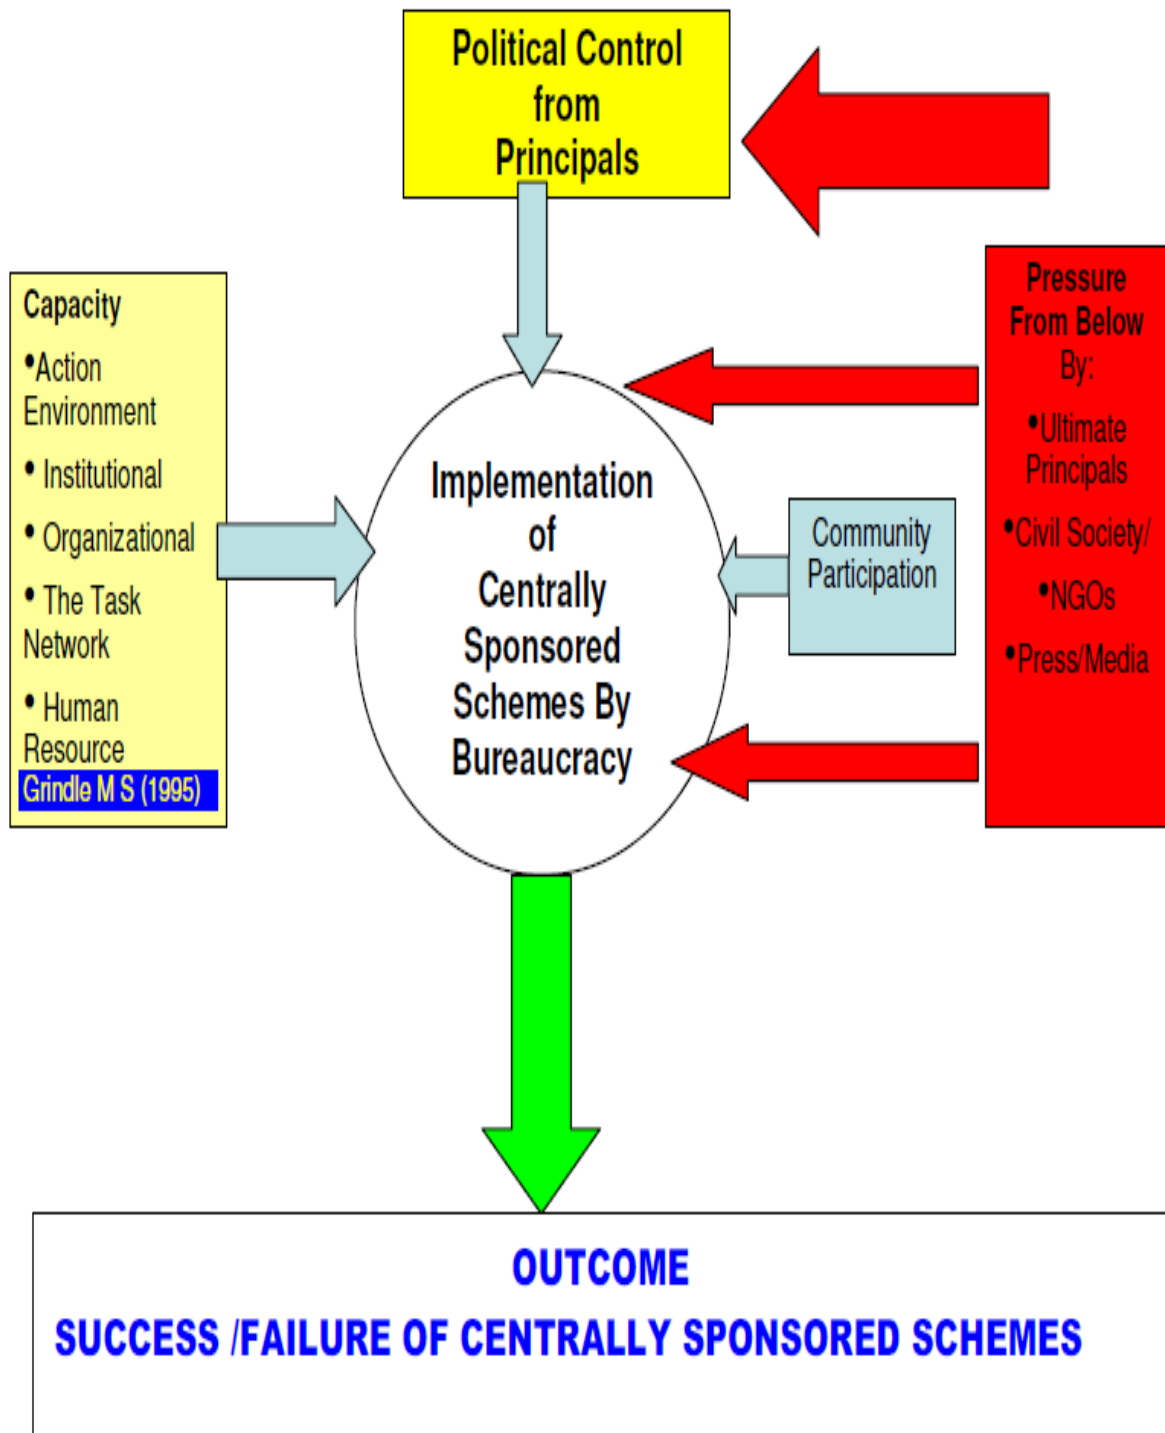 Political Control
from
Principals
Capacity
•Action
Environment
• Institutional
• Organizational
• The Task
Network
• Human
Resource
Grindle M S (1995)
Implementation
of
Centrally
Sponsored
Schemes By
Bureaucracy
Community
Participation
Pressure
From Below
By:
•Ultimate
Principals
•Civil Society/
•NGOs
•Press/Media
OUTCOME
SUCCESS /FAILURE OF CENTRALLY SPONSORED SCHEMES